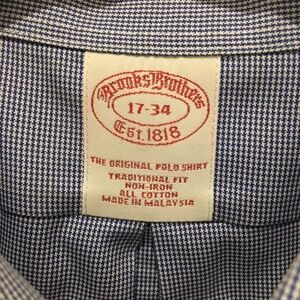 Brooks Brothers
17-34
Est. 1818
THE ORIGINAL POLO SHIRT
TRADITIONAL FIT
NON-IRON
ALL COTTON
MADE IN MALAYSIA